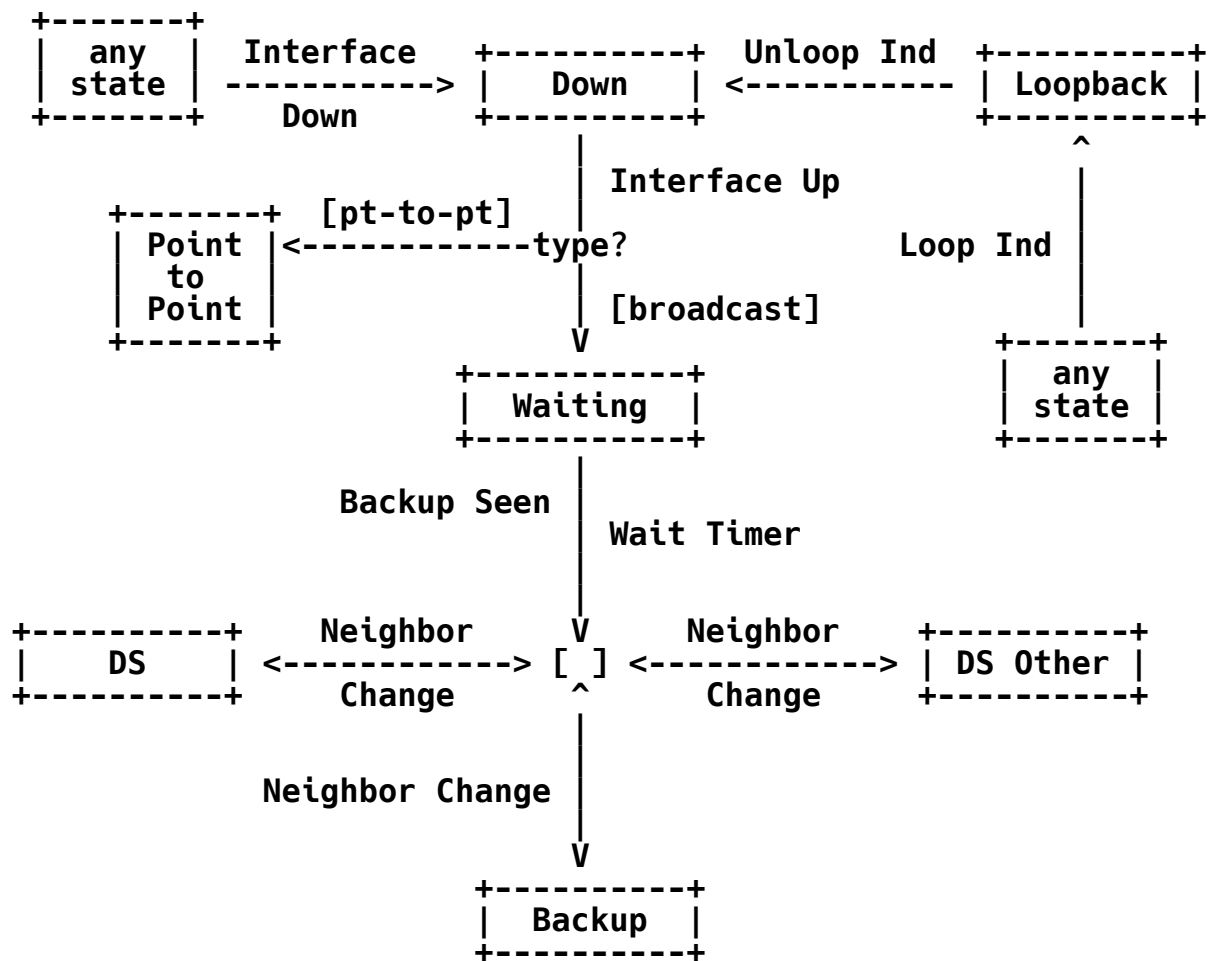 +-------+
|  any  |  Interface   +----------+  Unloop Ind  +----------+
| state | -----------> |   Down   | <----------- | Loopback |
+-------+    Down      +----------+              +----------+
|                         ^
| Interface Up            |
+-------+  [pt-to-pt]   |                         |
| Point |<------------type?              Loop Ind |
|  to   |               |                         |
| Point |               | [broadcast]             |
+-------+               V                     +-------+
+-----------+               |  any  |
|  Waiting  |               | state |
+-----------+               +-------+
|
Backup Seen |
| Wait Timer
|
|
+----------+    Neighbor     V     Neighbor    +----------+
|    DS    | <------------> [ ] <------------> | DS Other |
+----------+     Change      ^      Change     +----------+
|
|
Neighbor Change |
|
V
+----------+
|  Backup  |
+----------+